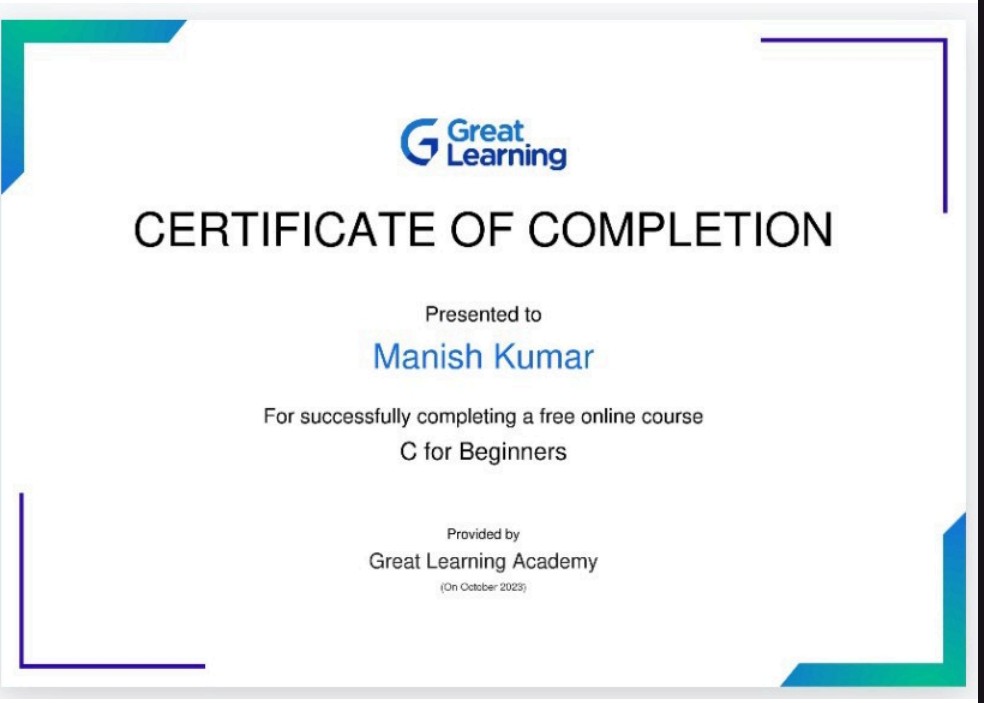 Great
Learning
CERTIFICATE OF COMPLETION
Presented to
Manish Kumar
For successfully completing a free online course
C for Beginners
Provided by
Great Learning Academy
(On October 2023)